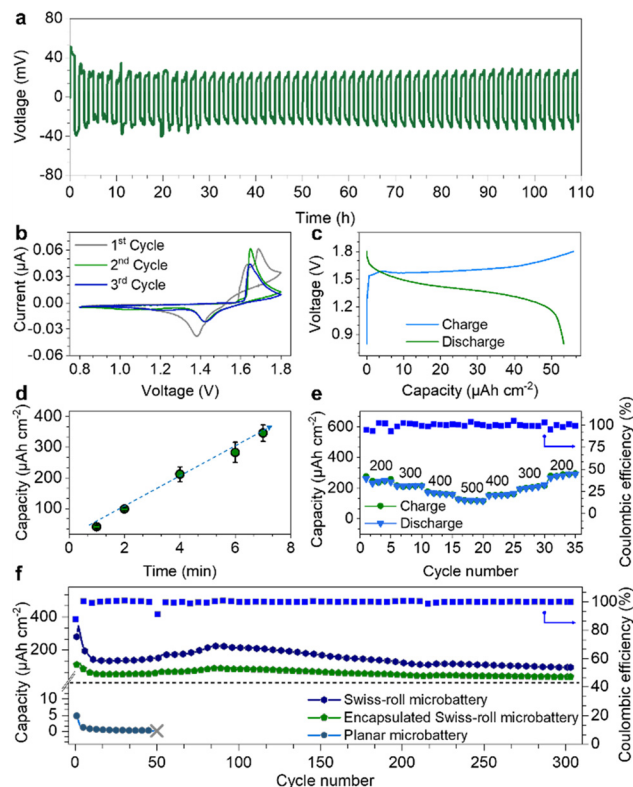 a
80
40
0
-40
-80
Votlage (mV)
0 10 20 30 40 50 60 70 80 90 100 110
Time (h)
b
0.06
0.03
0.00
-0.03
-0.06
Current (µA)
1st Cycle
2nd Cycle
3rd Cycle
0.8 1.0 1.2 1.4 1.6 1.8
Voltage (V)
c
1.8
1.5
1.2
0.9
Voltage (V)
Charge
Discharge
0 10 20 30 40 50
Capacity (µAh cm-2)
d
400
300
200
100
Capacity (µAh cm-2)
0 2 4 6 8
Time (min)
e
600
400
200
0
Capacity (µAh cm-2)
200 300 400 500 400 300 200
Charge
Discharge
100
75
50
25
0
Coulombic efficiency (%)
0 5 10 15 20 25 30 35
Cycle number
f
400
200
10
5
0
Capacity (µAh cm-2)
Swiss-roll microbattery
Encapsulated Swiss-roll microbattery
Planar microbattery
100
80
60
40
20
0
Coulombic efficiency (%)
0 50 100 150 200 250 300
Cycle number